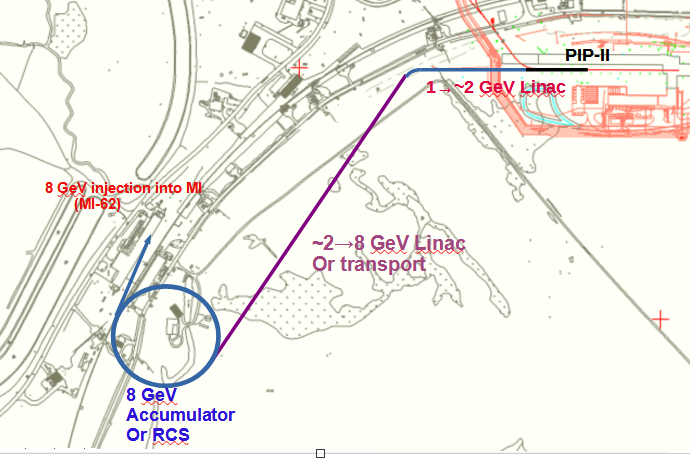 PIP-II
1→~2 GeV Linac
8 GeV injection into MI
(MI-62)
~2→8 GeV Linac
Or transport
8 GeV
Accumulator
Or RCS